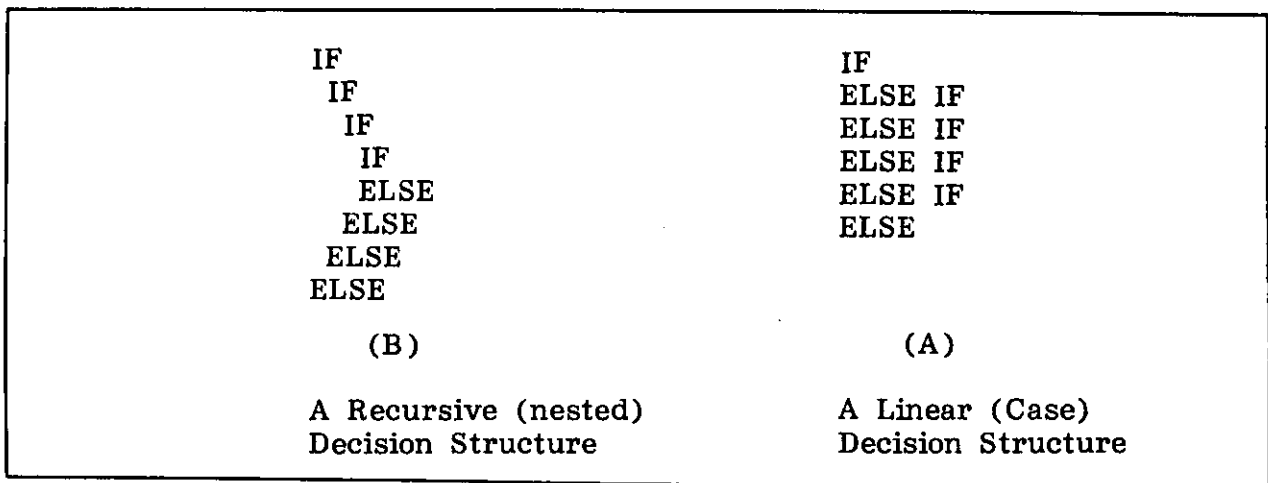 IF
IF
IF
IF
ELSE
ELSE
ELSE
ELSE
(B)
A Recursive (nested)
Decision Structure
IF
ELSE IF
ELSE IF
ELSE IF
ELSE IF
ELSE
(A)
A Linear (Case)
Decision Structure